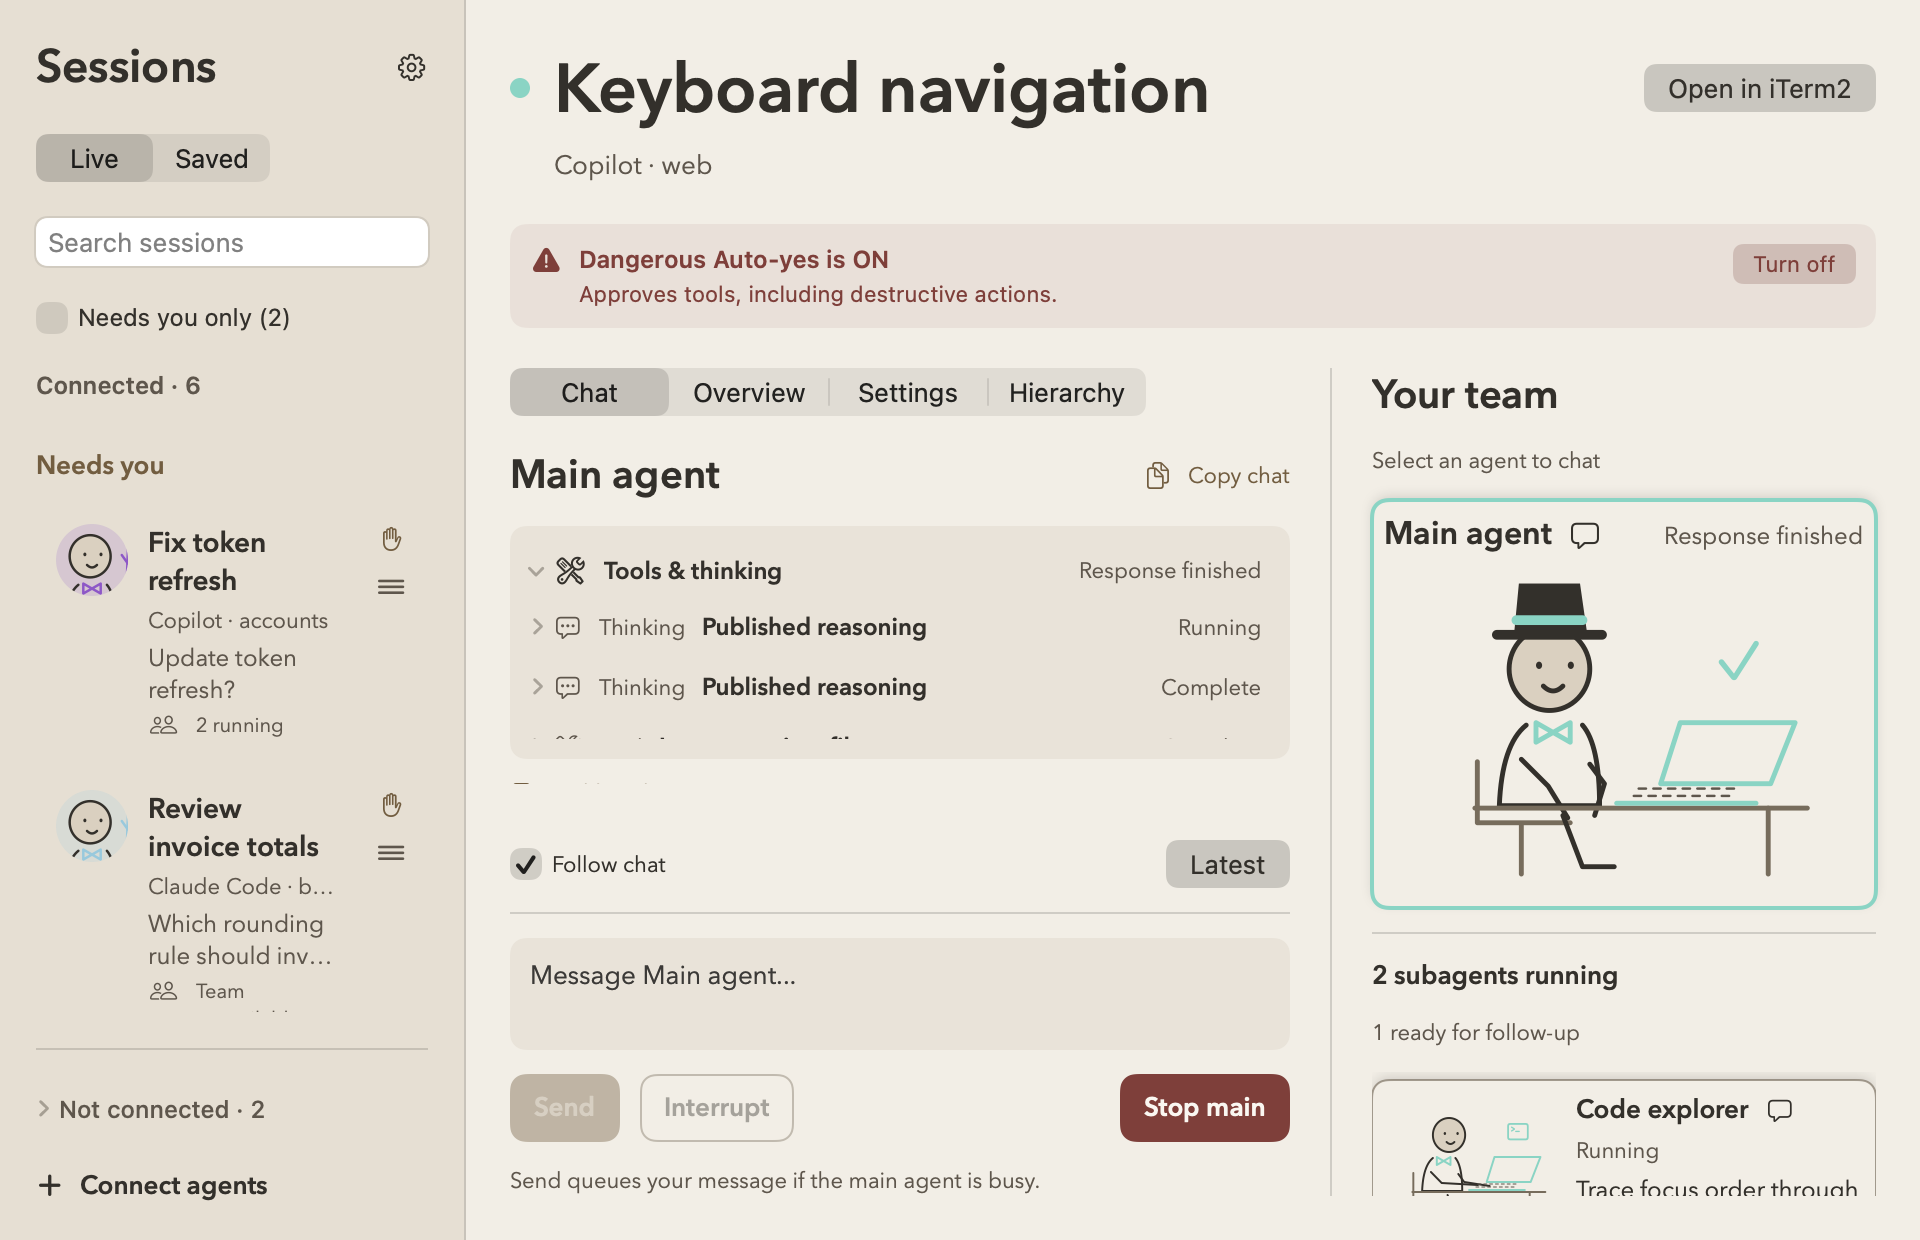 Sessions
Live
Saved
Search sessions
Needs you only (2)
Connected · 6
Needs you
Fix token
refresh
Copilot · accounts
Update token
refresh?
2 running
Review
invoice totals
Claude Code · b…
Which rounding
rule should inv…
Team
Not connected · 2
Connect agents
Keyboard navigation
Open in iTerm2
Copilot · web
Dangerous Auto-yes is ON
Approves tools, including destructive actions.
Turn off
Chat
Overview
Settings
Hierarchy
Main agent
Copy chat
Tools & thinking
Response finished
Thinking
Published reasoning
Running
Thinking
Published reasoning
Complete
Follow chat
Latest
Message Main agent...
Send
Interrupt
Stop main
Send queues your message if the main agent is busy.
Your team
Select an agent to chat
Main agent
Response finished
2 subagents running
1 ready for follow-up
Code explorer
Running
Trace focus order through